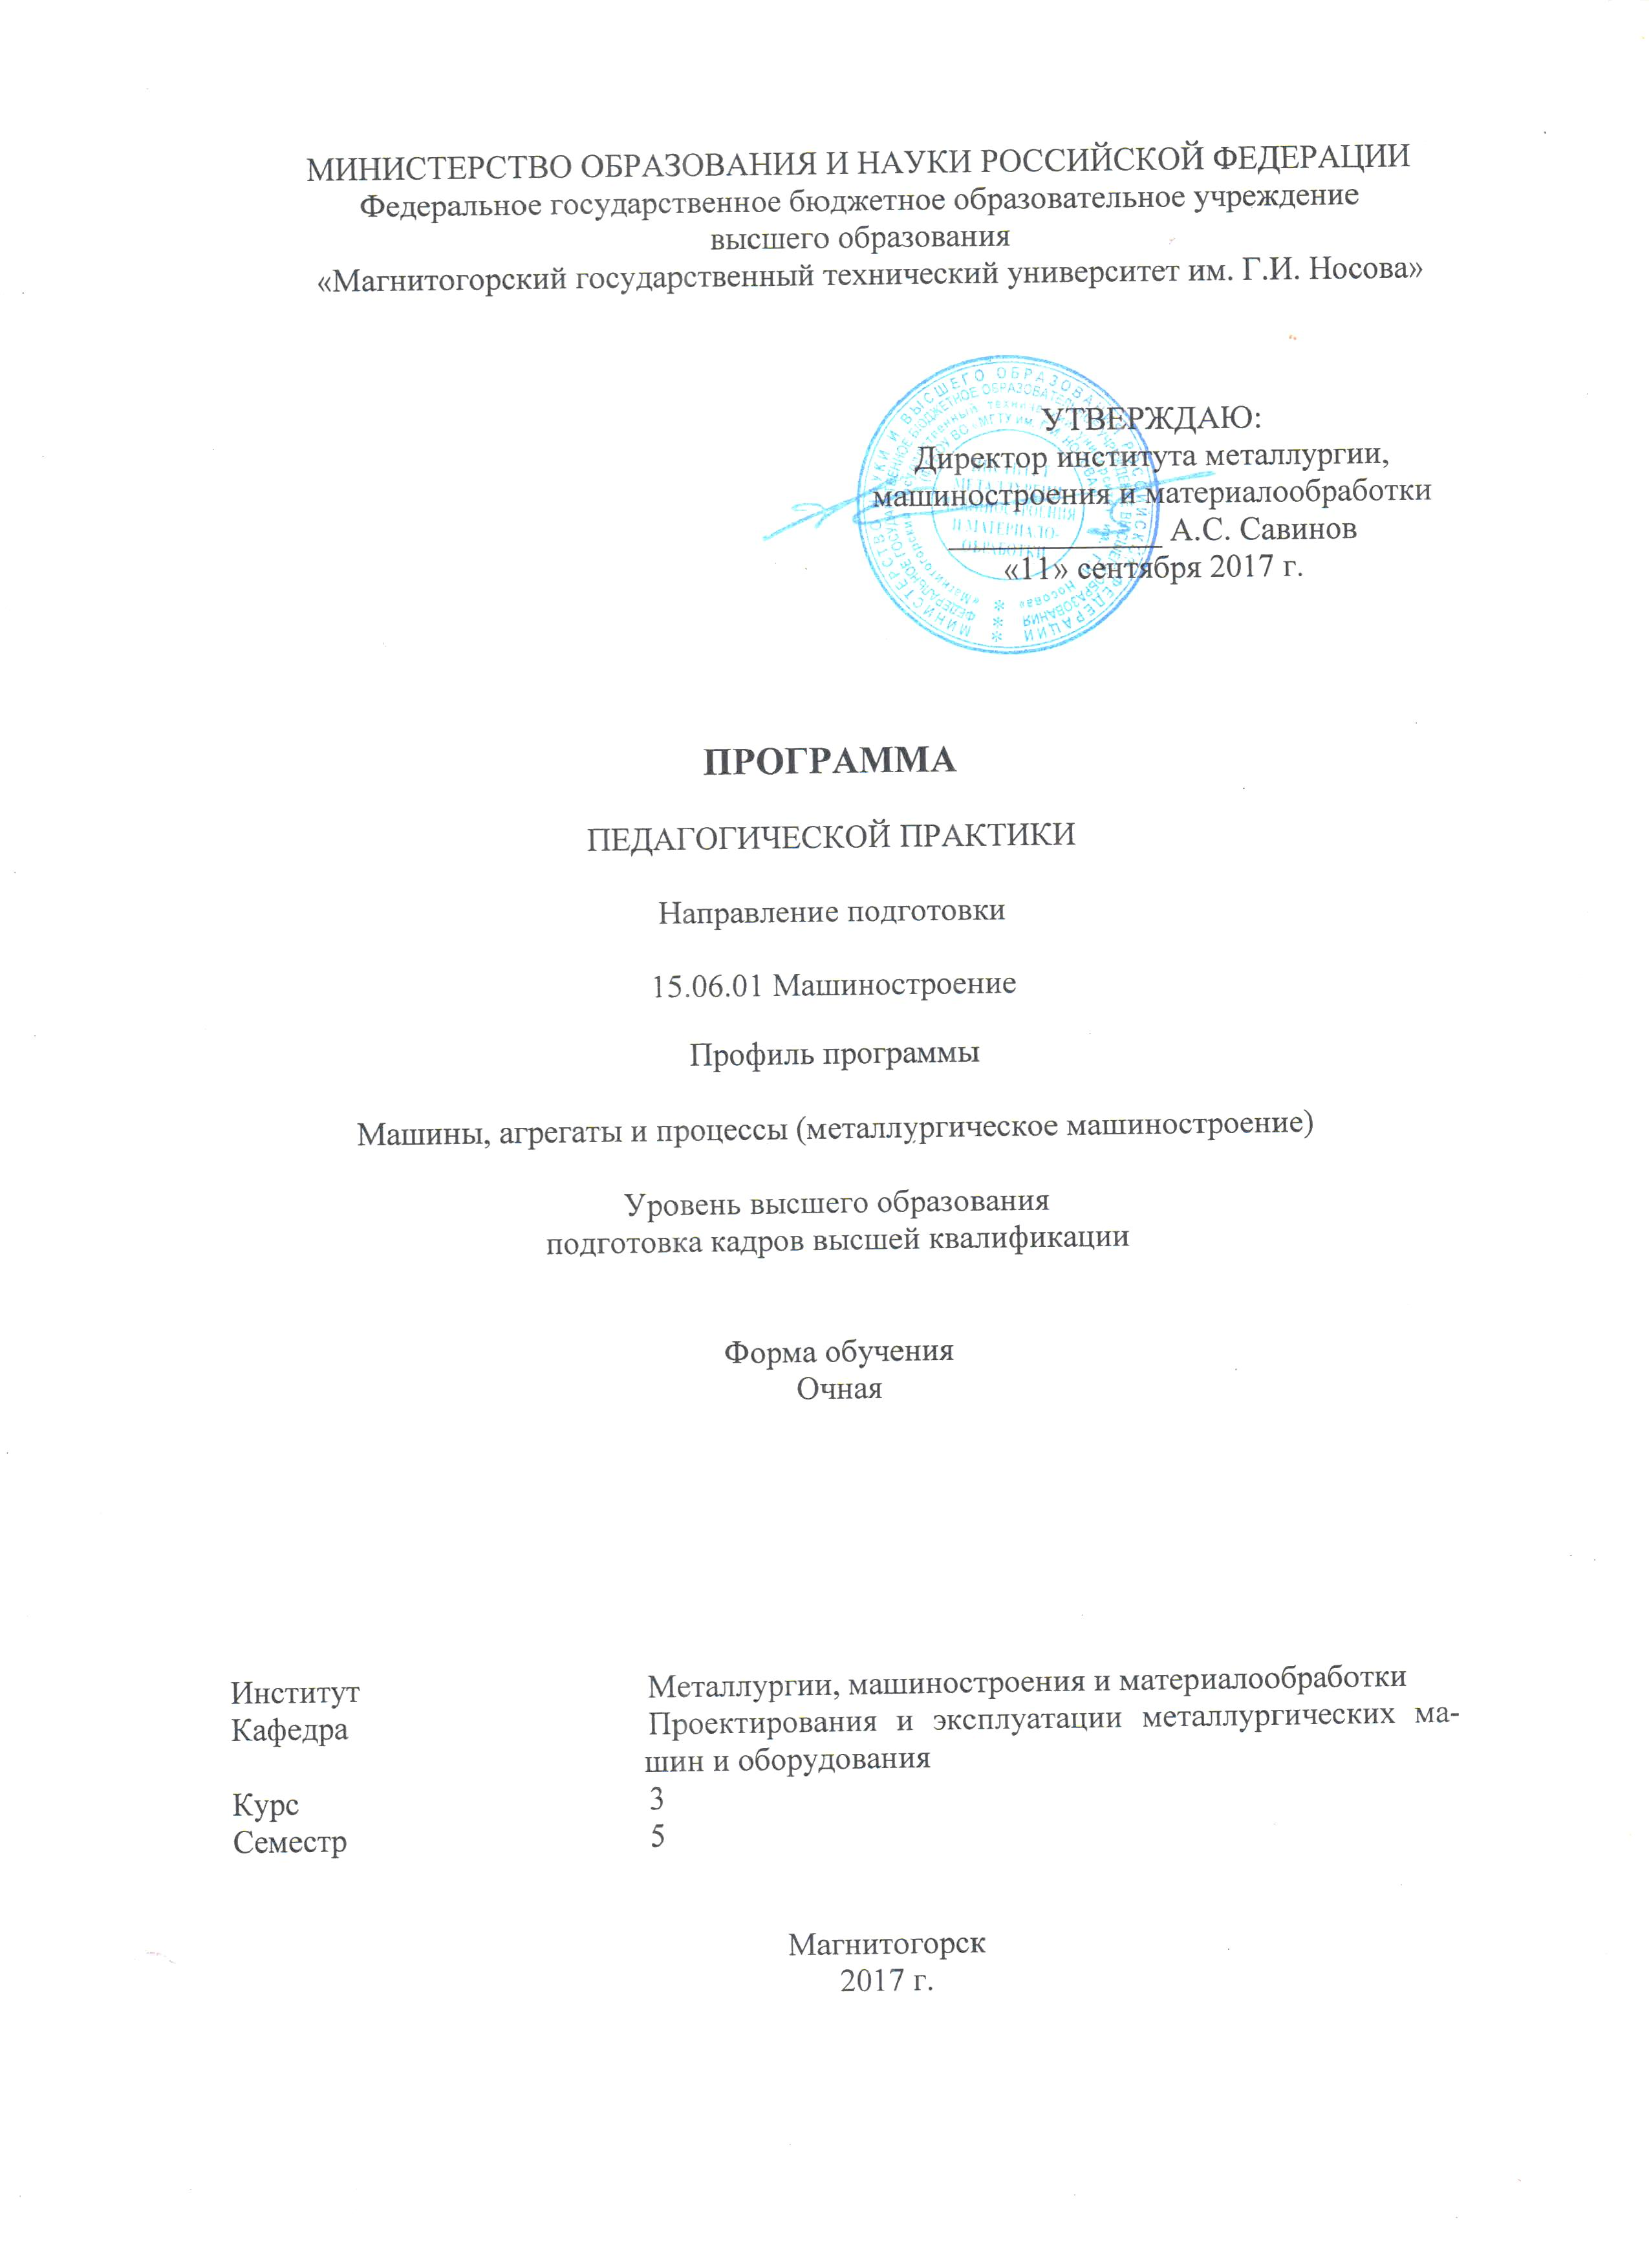 МИНИСТЕРСТВО ОБРАЗОВАНИЯ И НАУКИ РОССИЙСКОЙ ФЕДЕРАЦИИ
Федеральное государственное бюджетное образовательное учреждение
высшего образования
«Магнитогорский государственный технический университет им. Г.И. Носова»
УТВЕРЖДАЮ:
Директор института металлургии,
машиностроения и материалообработки
_____________ А.С. Савинов
«11» сентября 2017 г.
ПРОГРАММА
ПЕДАГОГИЧЕСКОЙ ПРАКТИКИ
Направление подготовки
15.06.01 Машиностроение
Профиль программы
Машины, агрегаты и процессы (металлургическое машиностроение)
Уровень высшего образования
подготовка кадров высшей квалификации
Форма обучения
Очная
Институт Металлургии, машиностроения и материалообработки
Кафедра Проектирования и эксплуатации металлургических ма-
шин и оборудования
Курс 3
Семестр 5
Магнитогорск
2017 г.